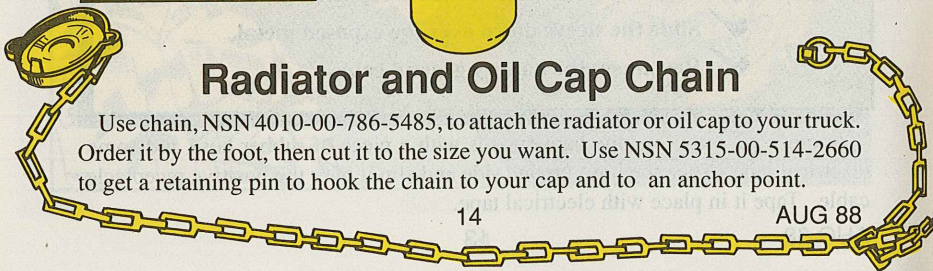 Radiator and Oil Cap Chain
Use chain, NSN 4010-00-786-5485, to attach the radiator or oil cap to your truck.
Order it by the foot, then cut it to the size you want. Use NSN 5315-00-514-2660
to get a retaining pin to hook the chain to your cap and to an anchor point.
14
AUG 88